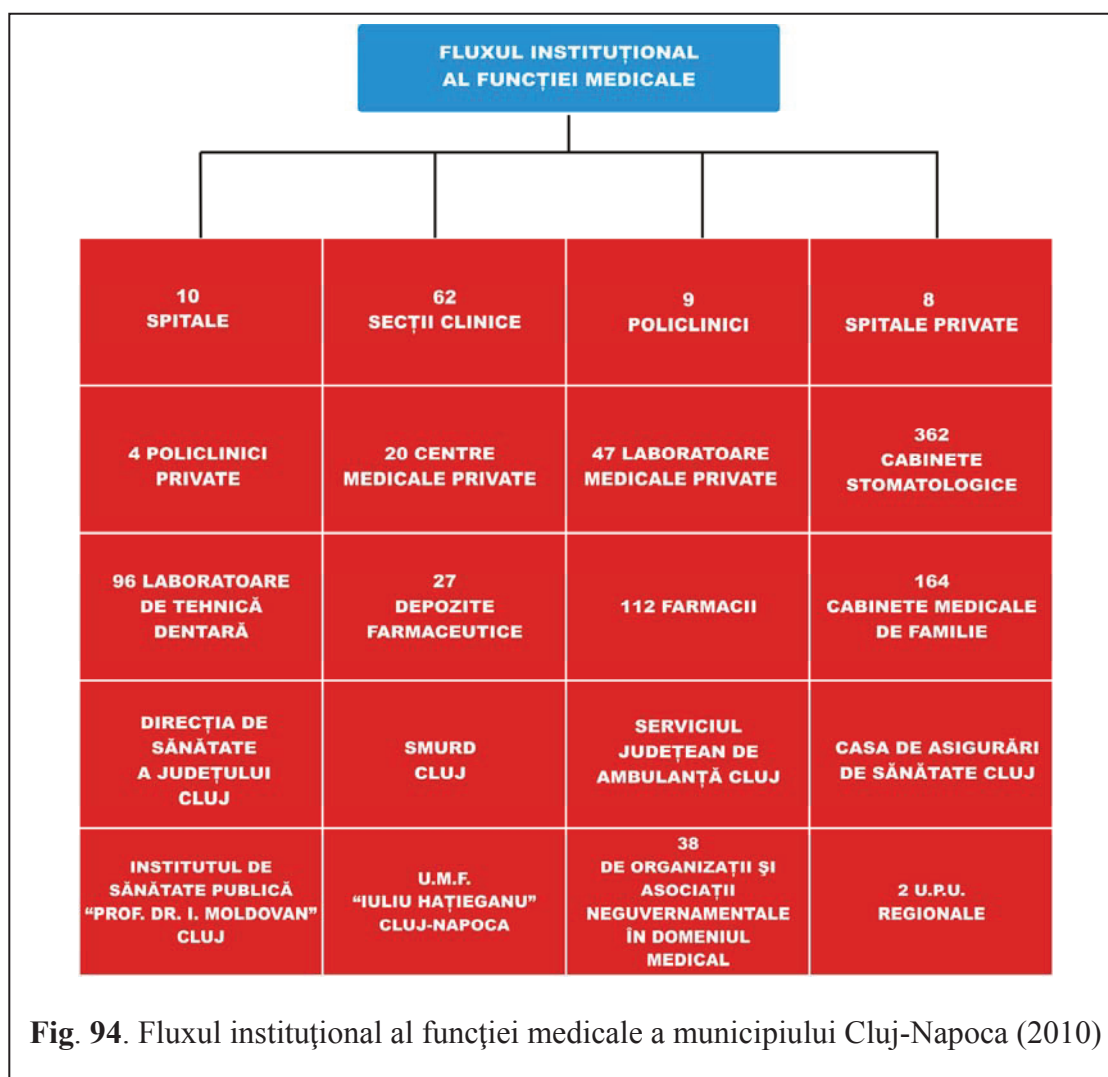 FLUXUL INSTITUȚIONAL
AL FUNCȚIEI MEDICALE
10
SPITALE
62
SECȚII CLINICE
9
POLICLINICI
8
SPITALE PRIVATE
4 POLICLINICI
PRIVATE
20 CENTRE
MEDICALE PRIVATE
47 LABORATOARE
MEDICALE PRIVATE
362
CABINETE
STOMATOLOGICE
96 LABORATOARE
DE TEHNICĂ
DENTARĂ
27
DEPOZITE
FARMACEUTICE
112 FARMACII
164
CABINETE MEDICALE
DE FAMILIE
DIRECȚIA DE
SĂNĂTATE
A JUDEȚULUI
CLUJ
SMURD
CLUJ
SERVICIUL
JUDEȚEAN DE
AMBULANȚĂ CLUJ
CASA DE ASIGURĂRI
DE SĂNĂTATE CLUJ
INSTITUTUL DE
SĂNĂTATE PUBLICĂ
“PROF. DR. I. MOLDOVAN”
CLUJ
U.M.F.
“IULIU HAȚIEGANU”
CLUJ-NAPOCA
38
DE ORGANIZAȚII ŞI
ASOCIAȚII
NEGUVERNAMENTALE
ÎN DOMENIUL
MEDICAL
2 U.P.U.
REGIONALE
Fig. 94. Fluxul instituţional al funcţiei medicale a municipiului Cluj-Napoca (2010)